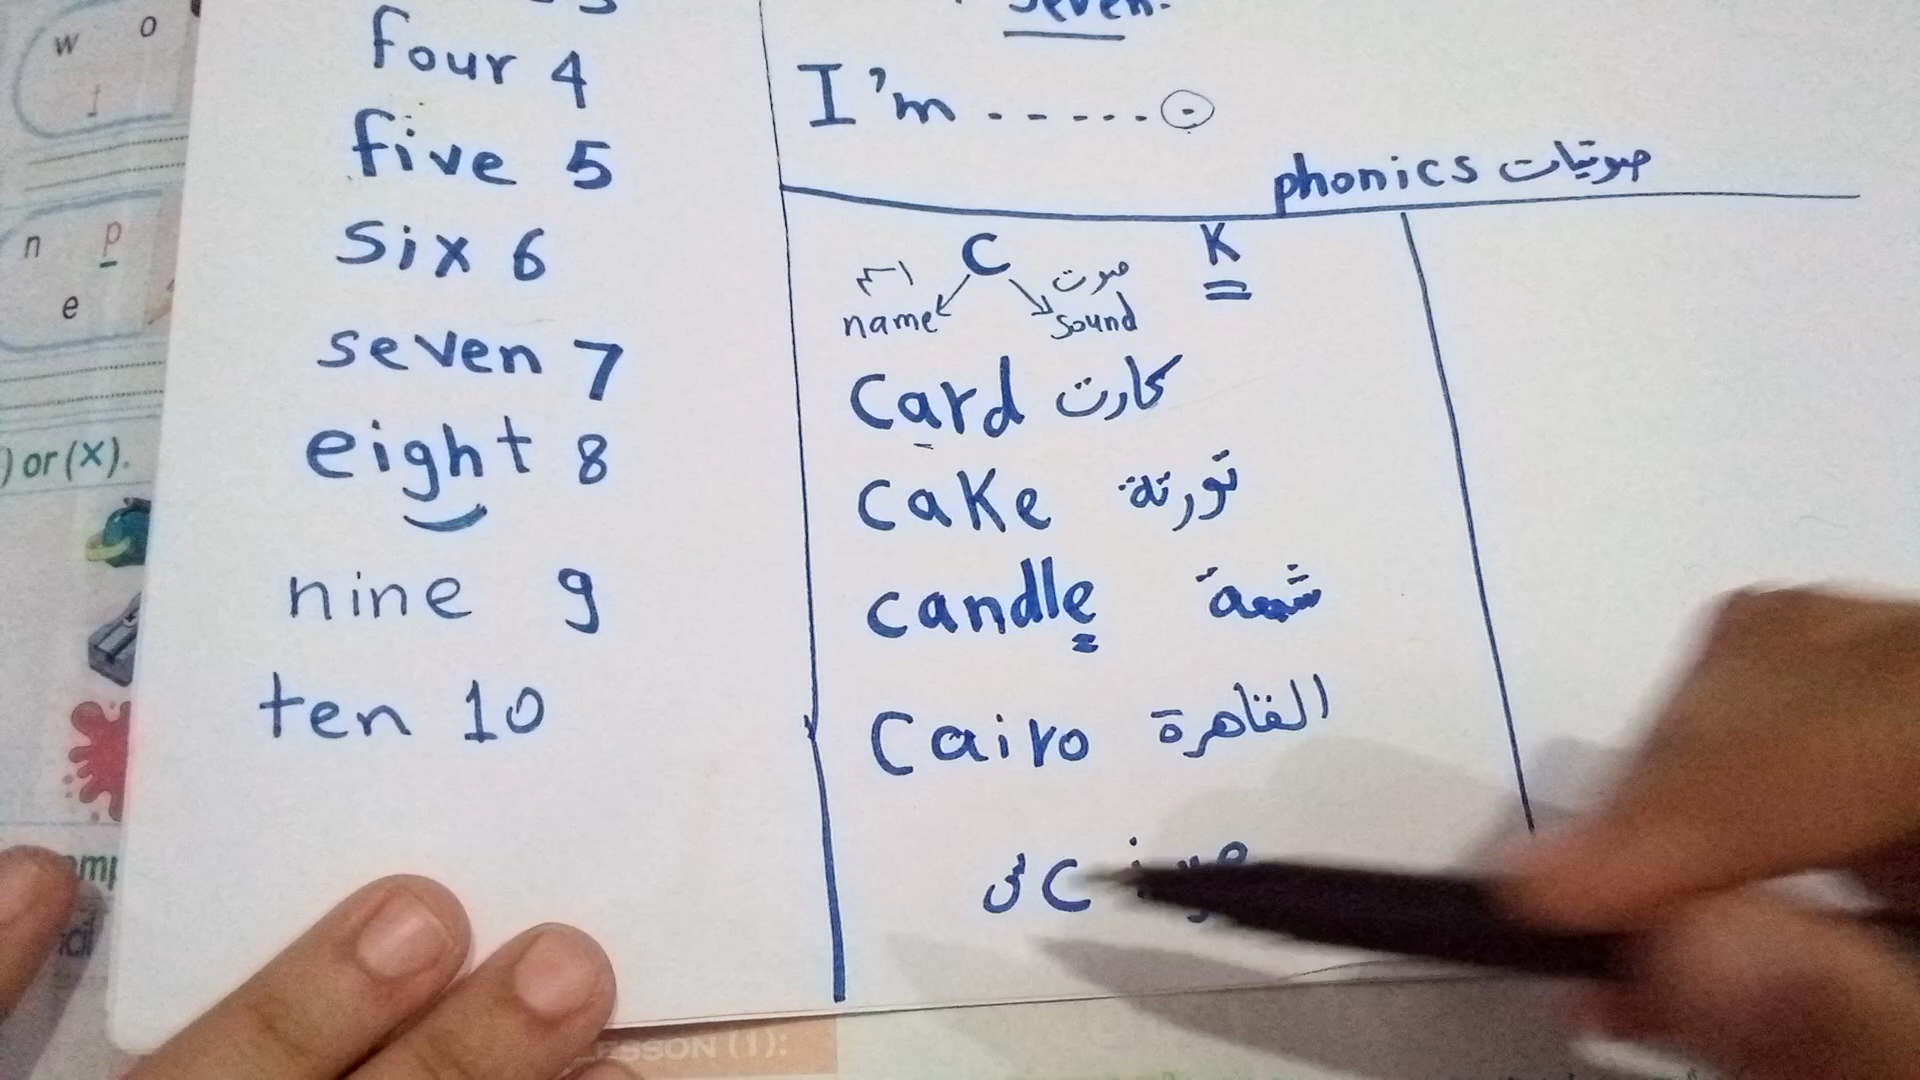 four 4
five 5
six 6
seven 7
eight 8
nine 9
ten 10
seven.
I'm ......
phonics صوتيات
C
K
اسم
صوت
name
sound
Card كارت
cake تورتة
candle شمعة
Cairo القاهرة
C
w o
n p
e
) or (x).
LESSON (1):